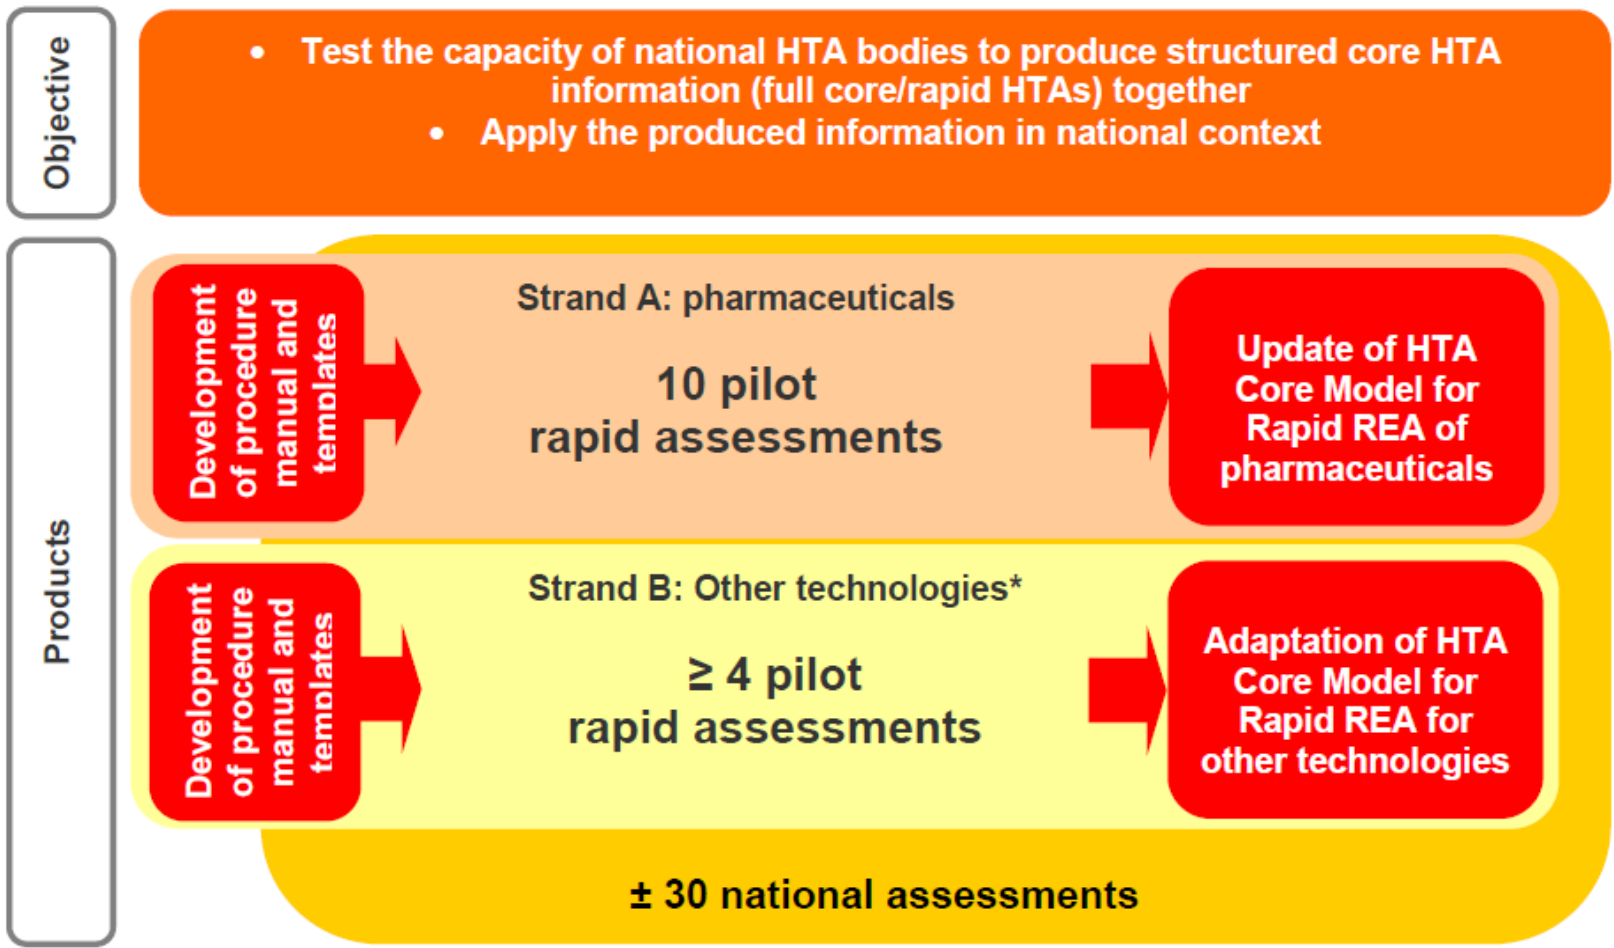 Objective
• Test the capacity of national HTA bodies to produce structured core HTA
information (full core/rapid HTAs) together
• Apply the produced information in national context
Products
Development
of procedure
manual and
templates
Strand A: pharmaceuticals
10 pilot
rapid assessments
Update of HTA
Core Model for
Rapid REA of
pharmaceuticals
Development
of procedure
manual and
templates
Strand B: Other technologies*
≥ 4 pilot
rapid assessments
Adaptation of HTA
Core Model for
Rapid REA for
other technologies
± 30 national assessments